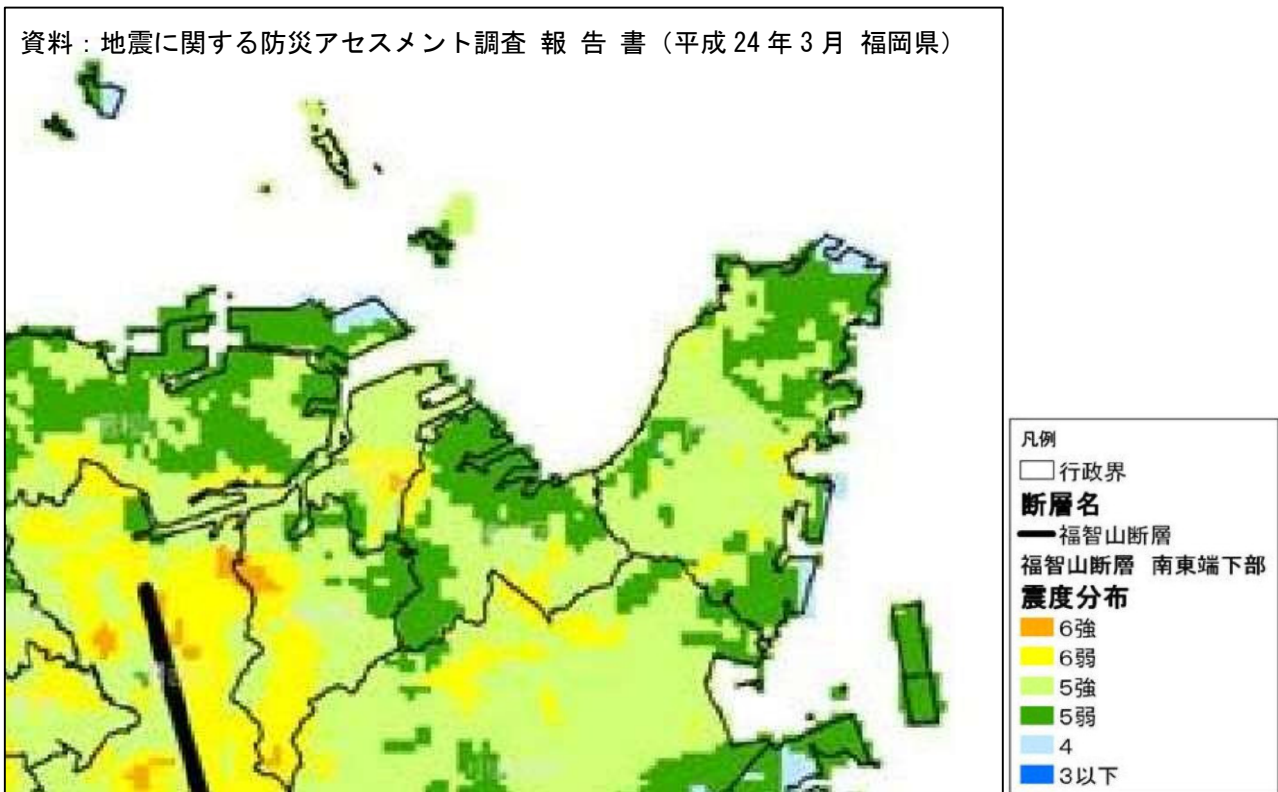 資料：地震に関する防災アセスメント調査 報 告 書（平成 24 年 3 月 福岡県）
凡例
行政界
断層名
福智山断層
福智山断層 南東端下部
震度分布
6強
6弱
5強
5弱
4
3以下